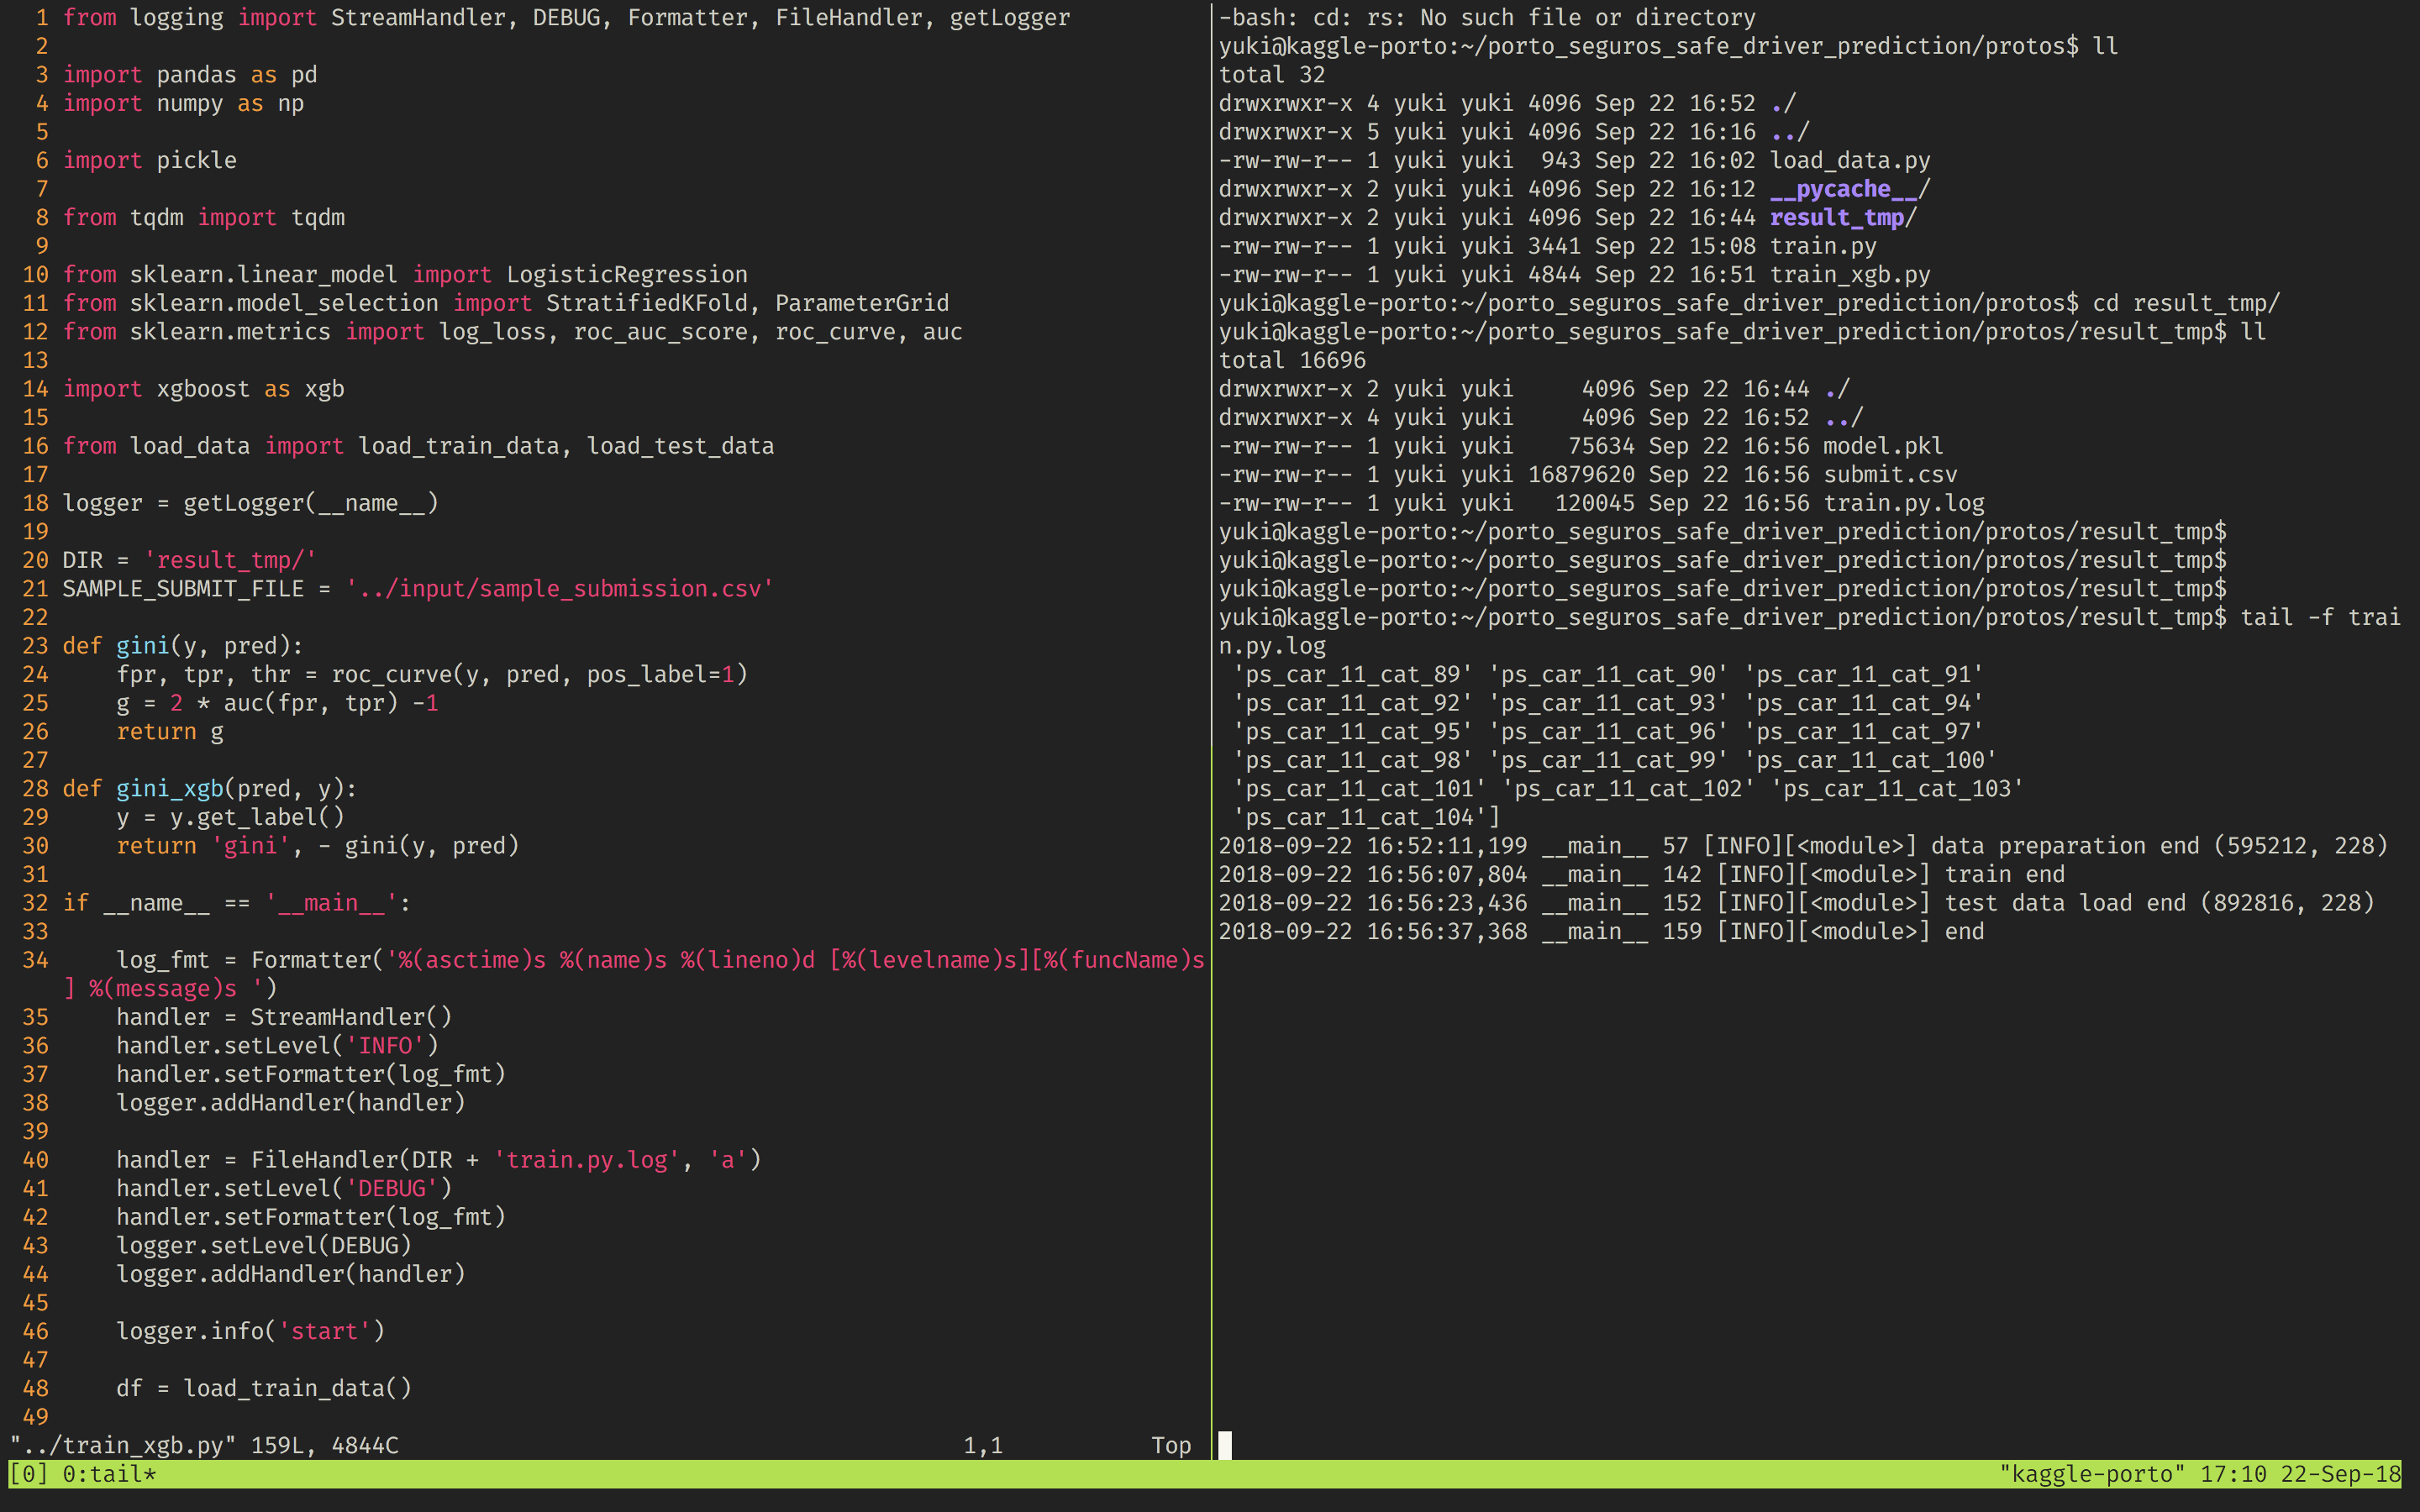 1 from logging import StreamHandler, DEBUG, Formatter, FileHandler, getLogger
2
3 import pandas as pd
4 import numpy as np
5
6 import pickle
7
8 from tqdm import tqdm
9
10 from sklearn.linear_model import LogisticRegression
11 from sklearn.model_selection import StratifiedKFold, ParameterGrid
12 from sklearn.metrics import log_loss, roc_auc_score, roc_curve, auc
13
14 import xgboost as xgb
15
16 from load_data import load_train_data, load_test_data
17
18 logger = getLogger(__name__)
19
20 DIR = 'result_tmp/'
21 SAMPLE_SUBMIT_FILE = '../input/sample_submission.csv'
22
23 def gini(y, pred):
24     fpr, tpr, thr = roc_curve(y, pred, pos_label=1)
25     g = 2 * auc(fpr, tpr) -1
26     return g
27
28 def gini_xgb(pred, y):
29     y = y.get_label()
30     return 'gini', - gini(y, pred)
31
32 if __name__ == '__main__':
33
34     log_fmt = Formatter('%(asctime)s %(name)s %(lineno)d [%(levelname)s][%(funcName)s
] %(message)s ')
35     handler = StreamHandler()
36     handler.setLevel('INFO')
37     handler.setFormatter(log_fmt)
38     logger.addHandler(handler)
39
40     handler = FileHandler(DIR + 'train.py.log', 'a')
41     handler.setLevel('DEBUG')
42     handler.setFormatter(log_fmt)
43     logger.setLevel(DEBUG)
44     logger.addHandler(handler)
45
46     logger.info('start')
47
48     df = load_train_data()
49
"../train_xgb.py" 159L, 4844C 1,1 Top
-bash: cd: rs: No such file or directory
yuki@kaggle-porto:~/porto_seguros_safe_driver_prediction/protos$ ll
total 32
drwxrwxr-x 4 yuki yuki 4096 Sep 22 16:52 ./
drwxrwxr-x 5 yuki yuki 4096 Sep 22 16:16 ../
-rw-rw-r-- 1 yuki yuki  943 Sep 22 16:02 load_data.py
drwxrwxr-x 2 yuki yuki 4096 Sep 22 16:12 __pycache__/
drwxrwxr-x 2 yuki yuki 4096 Sep 22 16:44 result_tmp/
-rw-rw-r-- 1 yuki yuki 3441 Sep 22 15:08 train.py
-rw-rw-r-- 1 yuki yuki 4844 Sep 22 16:51 train_xgb.py
yuki@kaggle-porto:~/porto_seguros_safe_driver_prediction/protos$ cd result_tmp/
yuki@kaggle-porto:~/porto_seguros_safe_driver_prediction/protos/result_tmp$ ll
total 16696
drwxrwxr-x 2 yuki yuki     4096 Sep 22 16:44 ./
drwxrwxr-x 4 yuki yuki     4096 Sep 22 16:52 ../
-rw-rw-r-- 1 yuki yuki    75634 Sep 22 16:56 model.pkl
-rw-rw-r-- 1 yuki yuki 16879620 Sep 22 16:56 submit.csv
-rw-rw-r-- 1 yuki yuki   120045 Sep 22 16:56 train.py.log
yuki@kaggle-porto:~/porto_seguros_safe_driver_prediction/protos/result_tmp$
yuki@kaggle-porto:~/porto_seguros_safe_driver_prediction/protos/result_tmp$
yuki@kaggle-porto:~/porto_seguros_safe_driver_prediction/protos/result_tmp$
yuki@kaggle-porto:~/porto_seguros_safe_driver_prediction/protos/result_tmp$ tail -f trai
n.py.log
 'ps_car_11_cat_89' 'ps_car_11_cat_90' 'ps_car_11_cat_91'
 'ps_car_11_cat_92' 'ps_car_11_cat_93' 'ps_car_11_cat_94'
 'ps_car_11_cat_95' 'ps_car_11_cat_96' 'ps_car_11_cat_97'
 'ps_car_11_cat_98' 'ps_car_11_cat_99' 'ps_car_11_cat_100'
 'ps_car_11_cat_101' 'ps_car_11_cat_102' 'ps_car_11_cat_103'
 'ps_car_11_cat_104']
2018-09-22 16:52:11,199 __main__ 57 [INFO][<module>] data preparation end (595212, 228)
2018-09-22 16:56:07,804 __main__ 142 [INFO][<module>] train end
2018-09-22 16:56:23,436 __main__ 152 [INFO][<module>] test data load end (892816, 228)
2018-09-22 16:56:37,368 __main__ 159 [INFO][<module>] end
[0] 0:tail* "kaggle-porto" 17:10 22-Sep-18